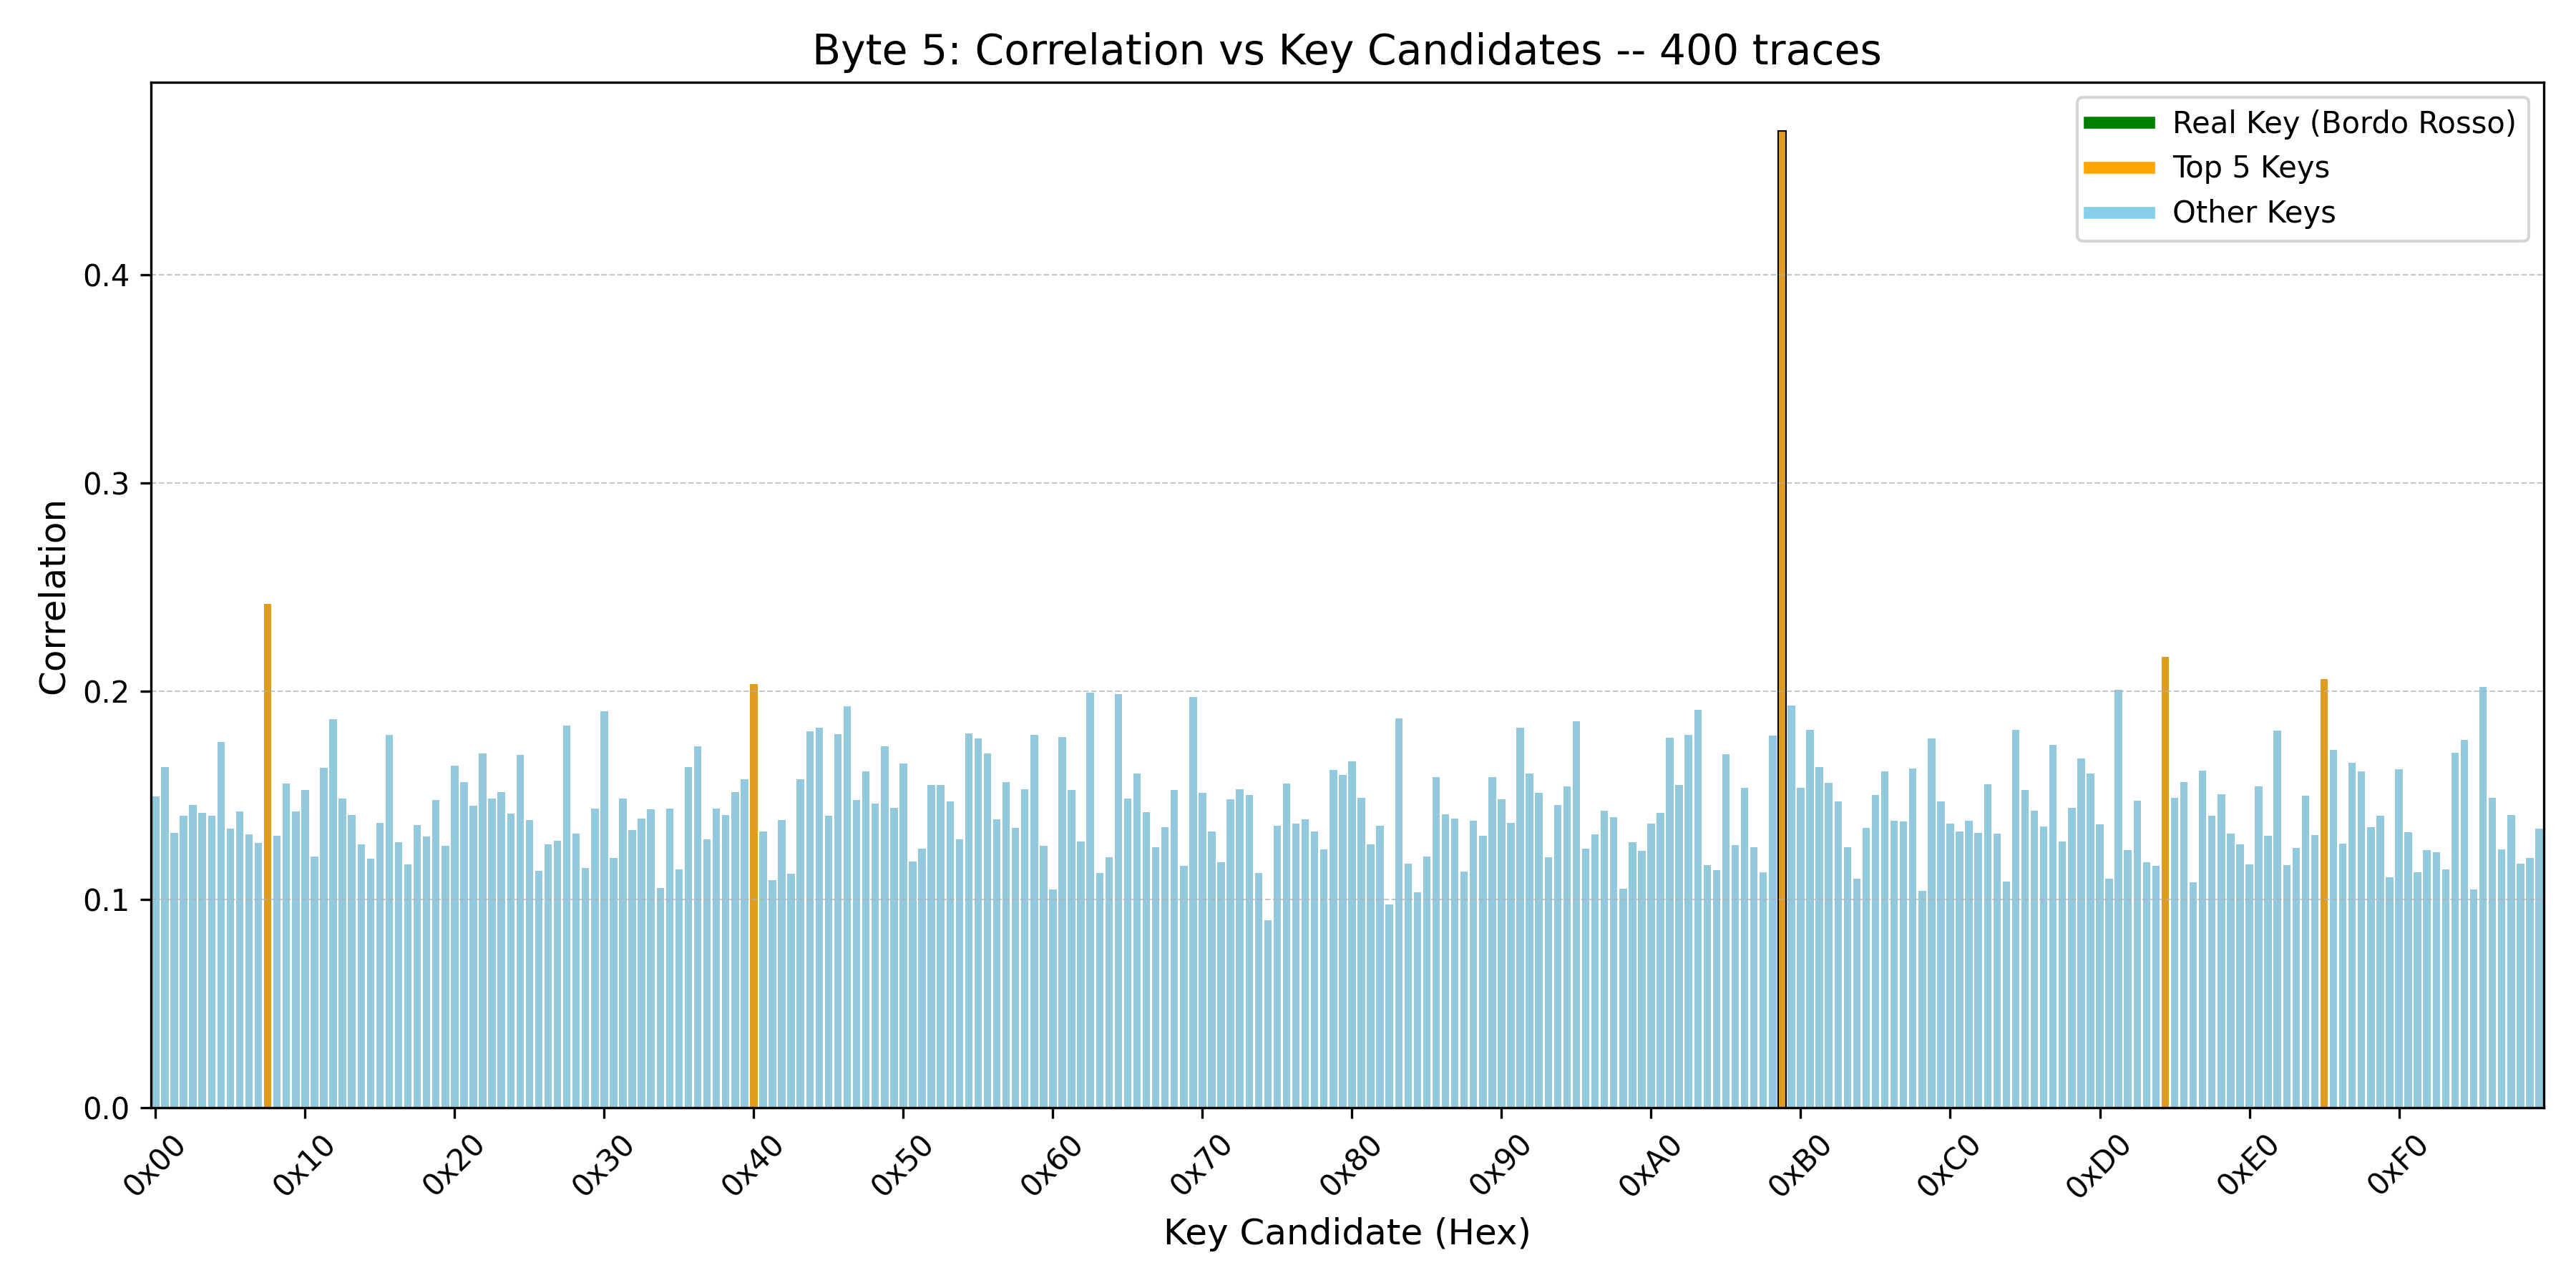 Byte 5: Correlation vs Key Candidates -- 400 traces
Real Key (Bordo Rosso)
Top 5 Keys
Other Keys
Correlation
0.4
0.3
0.2
0.1
0.0
0x00 0x10 0x20 0x30 0x40 0x50 0x60 0x70 0x80 0x90 0xA0 0xB0 0xC0 0xD0 0xE0 0xF0
Key Candidate (Hex)